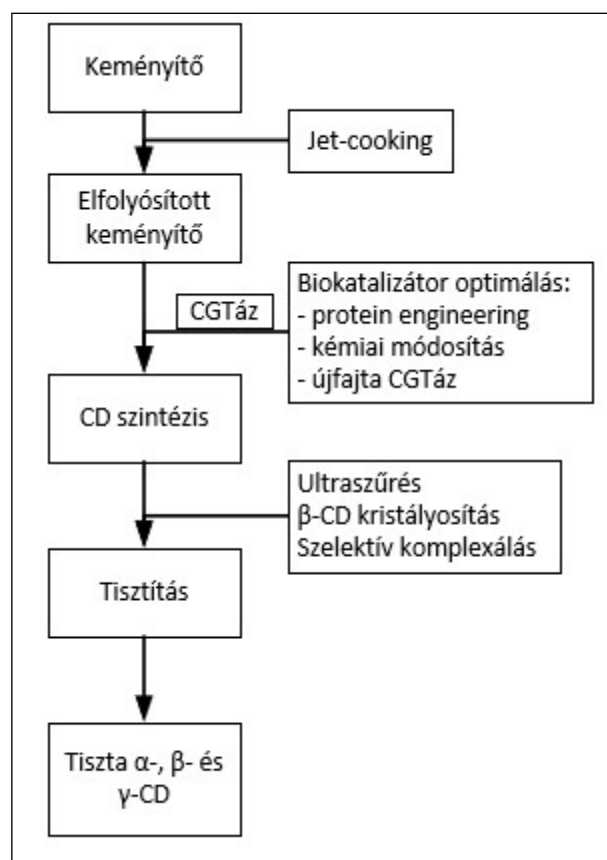 Keményítő
Jet-cooking
Elfolyósított
keményítő
CGTáz
Biokatalizátor optimálás:
- protein engineering
- kémiai módosítás
- újfajta CGTáz
CD szintézis
Ultraszűrés
β-CD kristályosítás
Szelektív komplexálás
Tisztítás
Tiszta α-, β- és
γ-CD